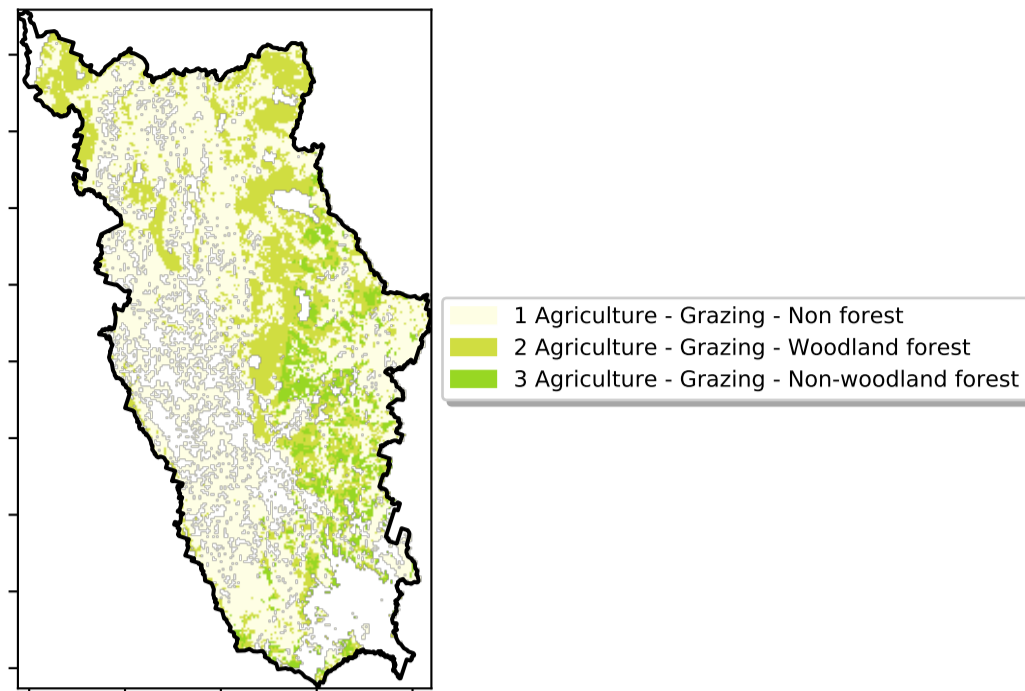 1 Agriculture - Grazing - Non forest
2 Agriculture - Grazing - Woodland forest
3 Agriculture - Grazing - Non-woodland forest